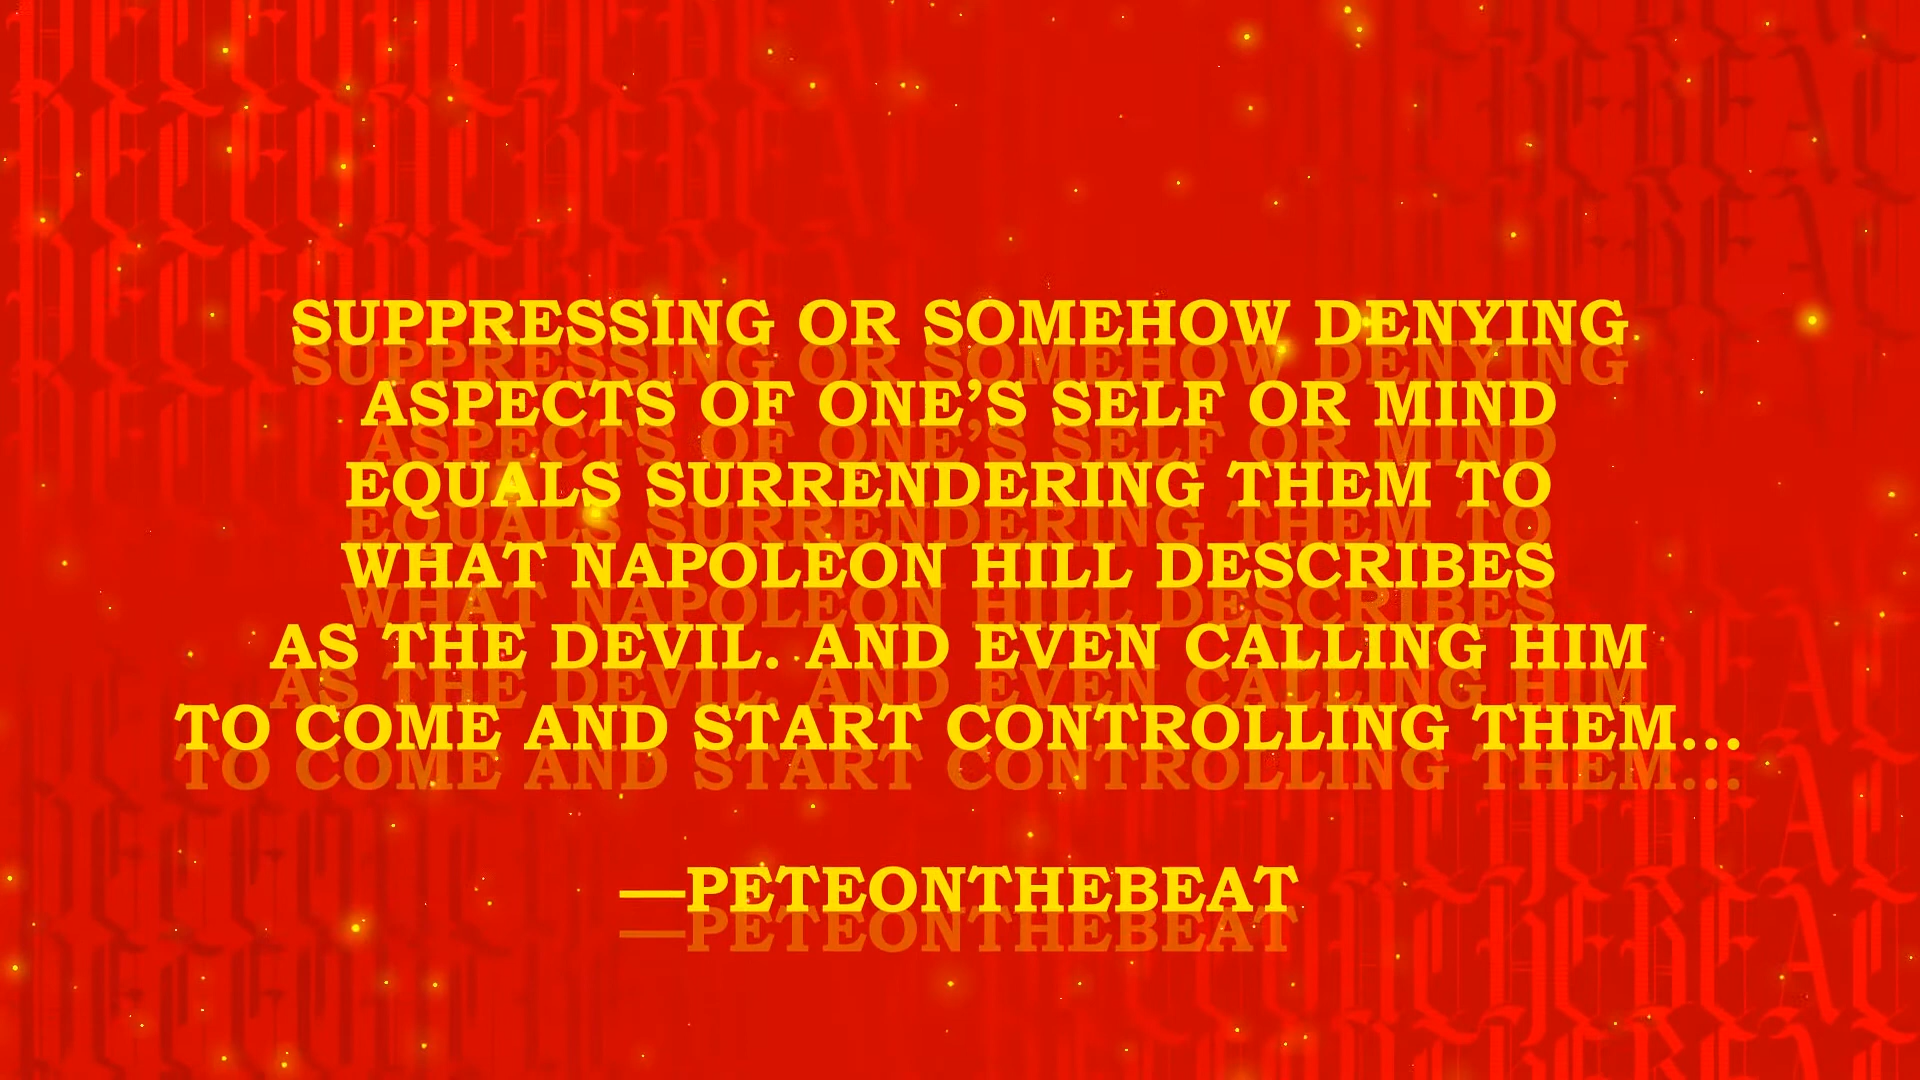 SUPPRESSING OR SOMEHOW DENYING
ASPECTS OF ONE’S SELF OR MIND
EQUALS SURRENDERING THEM TO
WHAT NAPOLEON HILL DESCRIBES
AS THE DEVIL. AND EVEN CALLING HIM
TO COME AND START CONTROLLING THEM...
—PETEONTHEBEAT